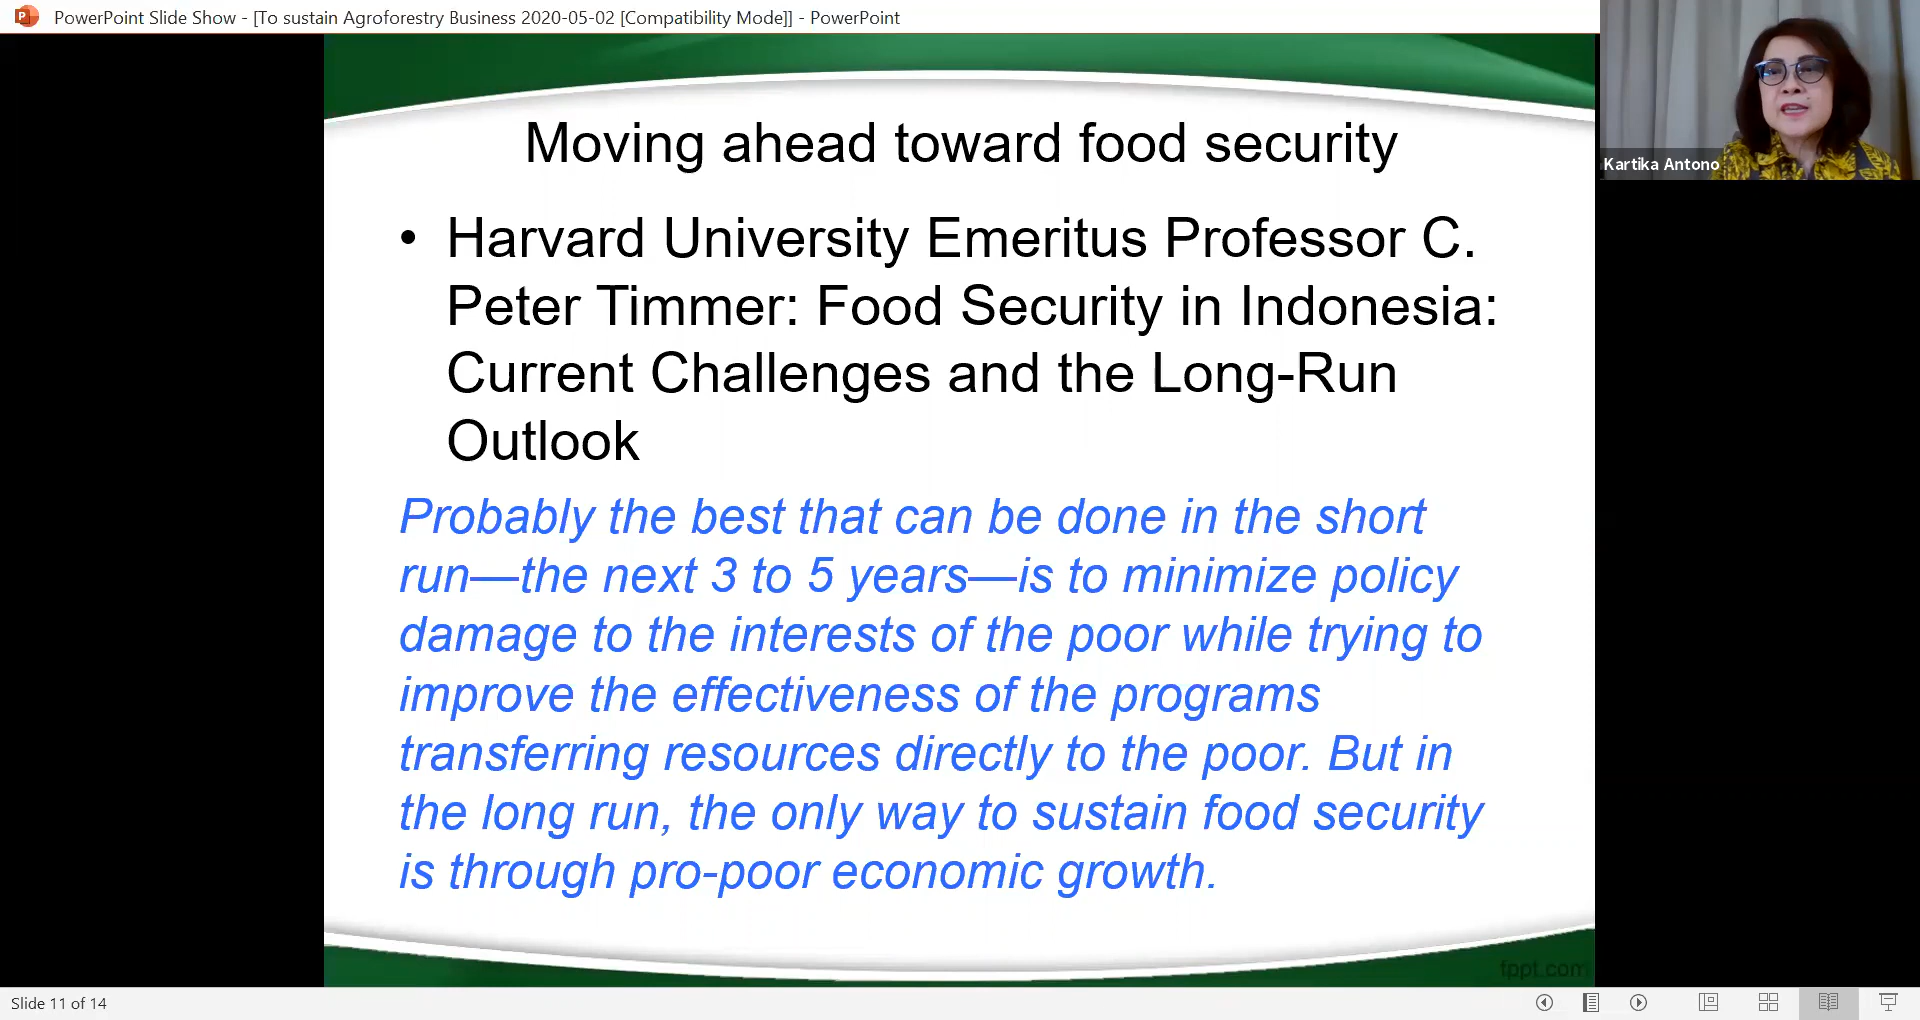 PowerPoint Slide Show - [To sustain Agroforestry Business 2020-05-02 [Compatibility Mode]] - PowerPoint
Kartika Antono
Moving ahead toward food security
• Harvard University Emeritus Professor C.
Peter Timmer: Food Security in Indonesia:
Current Challenges and the Long-Run
Outlook
Probably the best that can be done in the short
run—the next 3 to 5 years—is to minimize policy
damage to the interests of the poor while trying to
improve the effectiveness of the programs
transferring resources directly to the poor. But in
the long run, the only way to sustain food security
is through pro-poor economic growth.
fppt.com
Slide 11 of 14